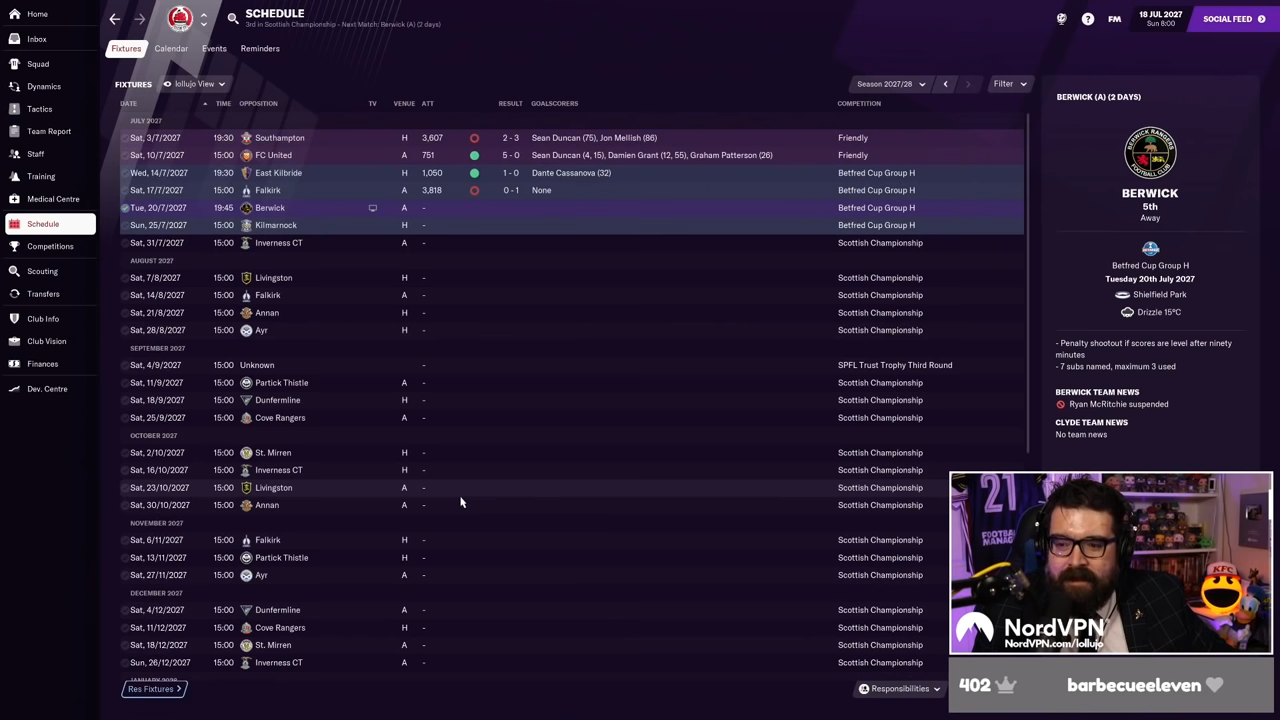 Home
Inbox
Squad
Dynamics
Tactics
Team Report
Staff
Training
Medical Centre
Schedule
Competitions
Scouting
Transfers
Club Info
Club Vision
Finances
Dev. Centre
SCHEDULE
3rd in Scottish Championship - Next Match: Berwick (A) (2 days)
FM
18 JUL 2027
Sun 8:00
SOCIAL FEED
Fixtures Calendar Events Reminders
FIXTURES lollujo View Season 2027/28 Filter
DATE TIME OPPOSITION TV VENUE ATT RESULT GOALSCORERS COMPETITION
JULY 2027
Sat, 3/7/2027 19:30 Southampton H 3,607 2 - 3 Sean Duncan (75), Jon Mellish (86) Friendly
Sat, 10/7/2027 15:00 FC United A 751 5 - 0 Sean Duncan (4, 15), Damien Grant (12, 55), Graham Patterson (26) Friendly
Wed, 14/7/2027 19:30 East Kilbride H 1,050 1 - 0 Dante Cassanova (32) Betfred Cup Group H
Sat, 17/7/2027 15:00 Falkirk A 3,818 0 - 1 None Betfred Cup Group H
Tue, 20/7/2027 19:45 Berwick A - Betfred Cup Group H
Sun, 25/7/2027 15:00 Kilmarnock H - Betfred Cup Group H
Sat, 31/7/2027 15:00 Inverness CT A - Scottish Championship
AUGUST 2027
Sat, 7/8/2027 15:00 Livingston H - Scottish Championship
Sat, 14/8/2027 15:00 Falkirk A - Scottish Championship
Sat, 21/8/2027 15:00 Annan H - Scottish Championship
Sat, 28/8/2027 15:00 Ayr H - Scottish Championship
SEPTEMBER 2027
Sat, 4/9/2027 15:00 Unknown - SPFL Trust Trophy Third Round
Sat, 11/9/2027 15:00 Partick Thistle A - Scottish Championship
Sat, 18/9/2027 15:00 Dunfermline H - Scottish Championship
Sat, 25/9/2027 15:00 Cove Rangers A - Scottish Championship
OCTOBER 2027
Sat, 2/10/2027 15:00 St. Mirren H - Scottish Championship
Sat, 16/10/2027 15:00 Inverness CT H - Scottish Championship
Sat, 23/10/2027 15:00 Livingston A - Scottish Championship
Sat, 30/10/2027 15:00 Annan A - Scottish Championship
NOVEMBER 2027
Sat, 6/11/2027 15:00 Falkirk H - Scottish Championship
Sat, 13/11/2027 15:00 Partick Thistle H - Scottish Championship
Sat, 27/11/2027 15:00 Ayr A - Scottish Championship
DECEMBER 2027
Sat, 4/12/2027 15:00 Dunfermline A - Scottish Championship
Sat, 11/12/2027 15:00 Cove Rangers H - Scottish Championship
Sat, 18/12/2027 15:00 St. Mirren A - Scottish Championship
Sun, 26/12/2027 15:00 Inverness CT A - Scottish Championship
Res Fixtures
Responsibilities
BERWICK (A) (2 DAYS)
BERWICK RANGERS
FOOTBALL CLUB
BERWICK
5th
Away
Betfred Cup Group H
Tuesday 20th July 2027
Shielfield Park
Drizzle 15°C
- Penalty shootout if scores are level after ninety
minutes
- 7 subs named, maximum 3 used
BERWICK TEAM NEWS
Ryan McRitchie suspended
CLYDE TEAM NEWS
No team news
21
FOOTBALL
KFC
NordVPN
NordVPN.com/lollujo
402 barbecueeleven